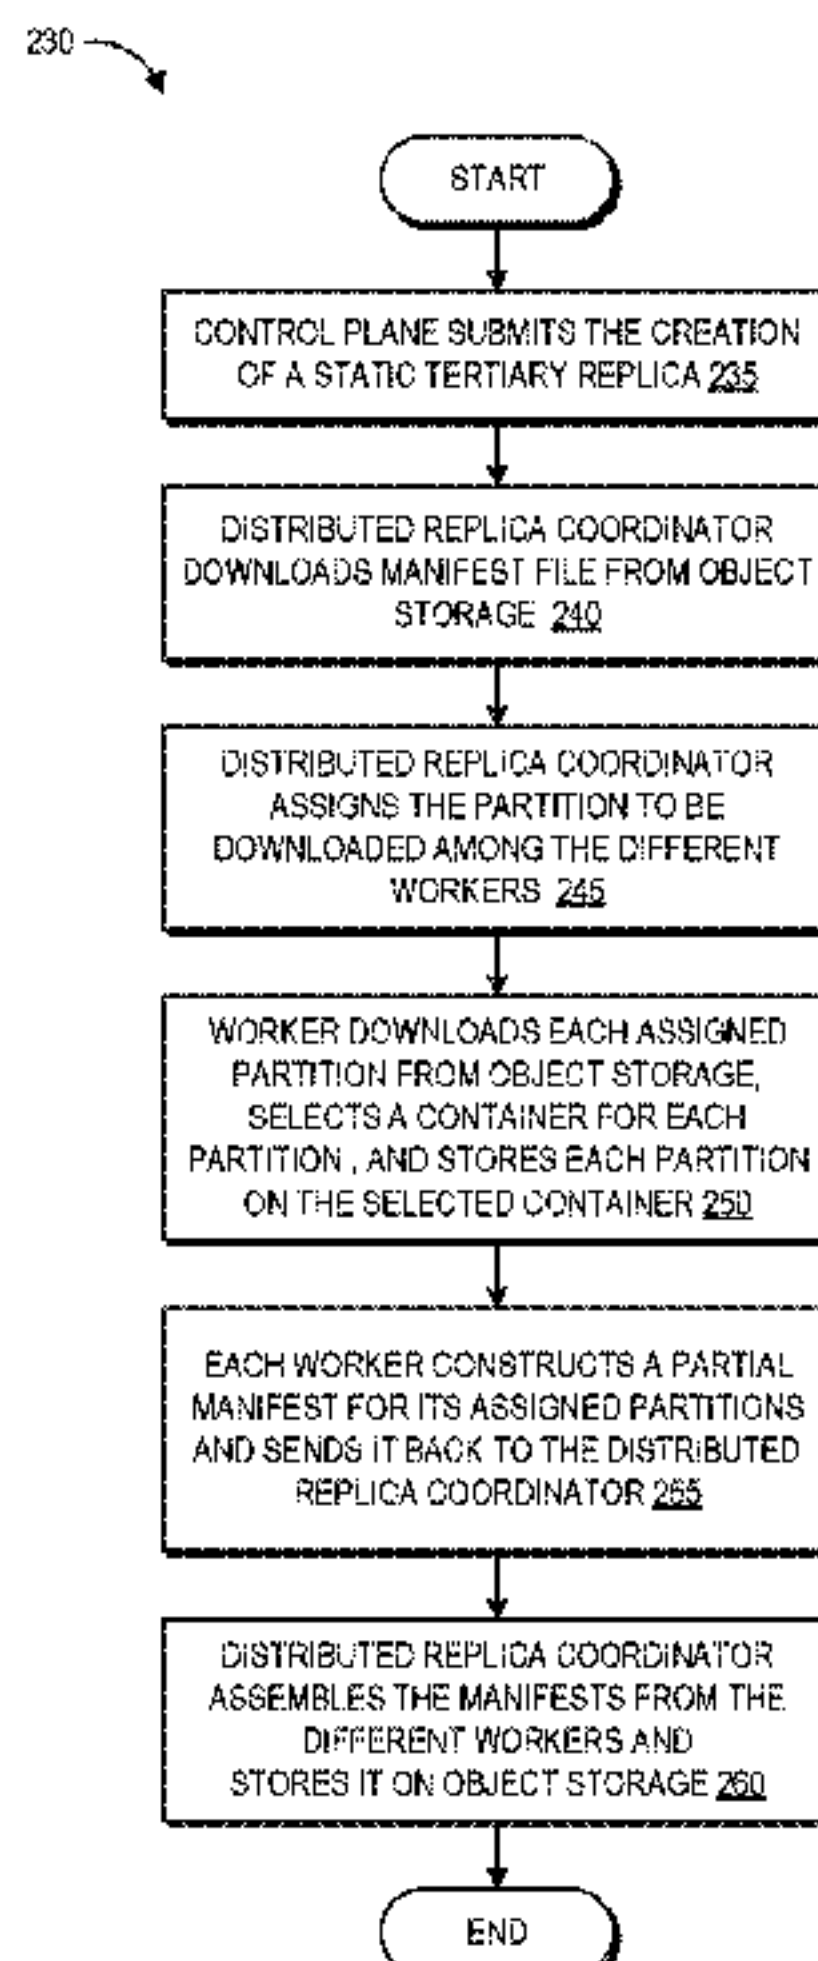 230
START
CONTROL PLANE SUBMITS THE CREATION
OF A STATIC TERTIARY REPLICA 235
DISTRIBUTED REPLICA COORDINATOR
DOWNLOADS MANIFEST FILE FROM OBJECT
STORAGE 240
DISTRIBUTED REPLICA COORDINATOR
ASSIGNS THE PARTITION TO BE
DOWNLOADED AMONG THE DIFFERENT
WORKERS 245
WORKER DOWNLOADS EACH ASSIGNED
PARTITION FROM OBJECT STORAGE,
SELECTS A CONTAINER FOR EACH
PARTITION , AND STORES EACH PARTITION
ON THE SELECTED CONTAINER 250
EACH WORKER CONSTRUCTS A PARTIAL
MANIFEST FOR ITS ASSIGNED PARTITIONS
AND SENDS IT BACK TO THE DISTRIBUTED
REPLICA COORDINATOR 255
DISTRIBUTED REPLICA COORDINATOR
ASSEMBLES THE MANIFESTS FROM THE
DIFFERENT WORKERS AND
STORES IT ON OBJECT STORAGE 260
END